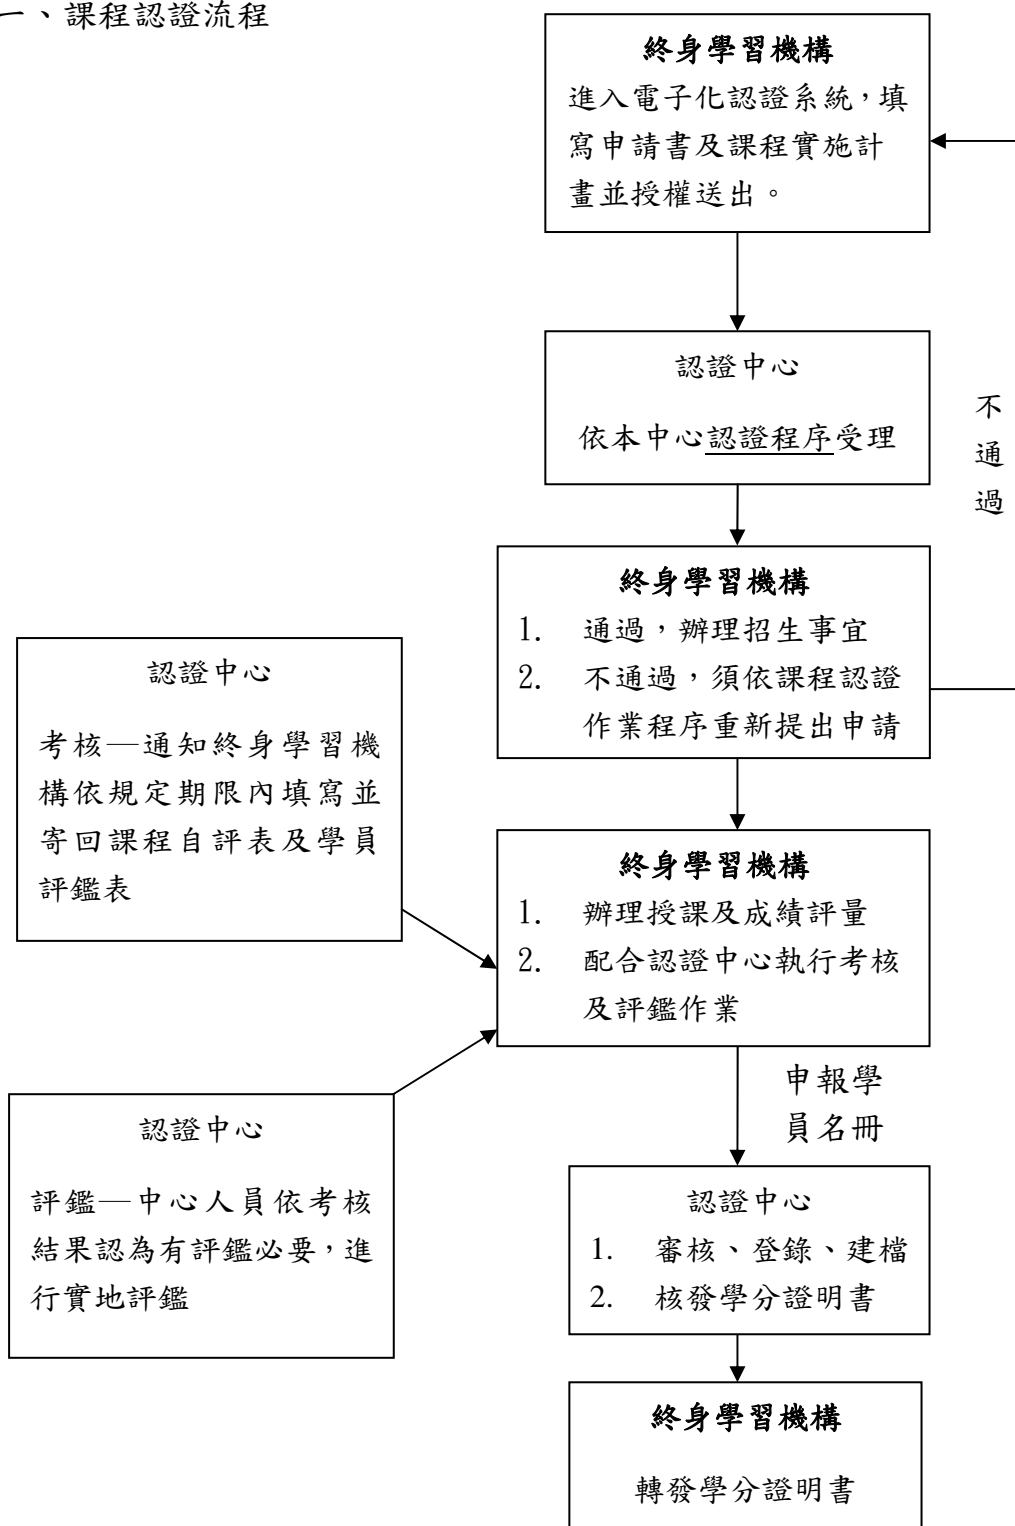 一、課程認證流程
終身學習機構
進入電子化認證系統，填
寫申請書及課程實施計
畫並授權送出。
認證中心
依本中心認證程序受理
不
通
過
終身學習機構
1. 通過，辦理招生事宜
2. 不通過，須依課程認證
作業程序重新提出申請
認證中心
考核—通知終身學習機
構依規定期限內填寫並
寄回課程自評表及學員
評鑑表
終身學習機構
1. 辦理授課及成績評量
2. 配合認證中心執行考核
及評鑑作業
申報學
員名冊
認證中心
評鑑—中心人員依考核
結果認為有評鑑必要，進
行實地評鑑
認證中心
1. 審核、登錄、建檔
2. 核發學分證明書
終身學習機構
轉發學分證明書